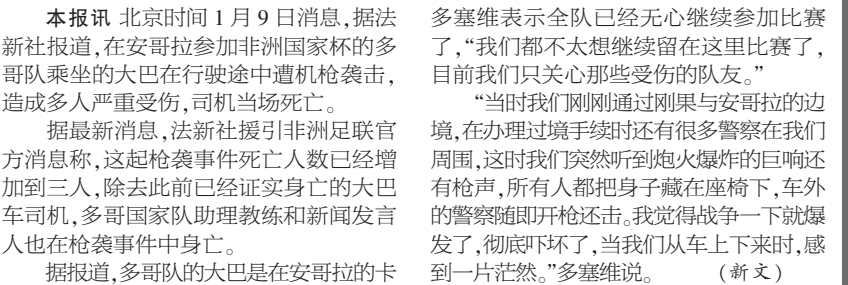 本报讯 北京时间1月9日消息,据法
新社报道,在安哥拉参加非洲国家杯的多
哥队乘坐的大巴在行驶途中遭机枪袭击,
造成多人严重受伤,司机当场死亡。
据最新消息,法新社援引非洲足联官
方消息称,这起枪袭事件死亡人数已经增
加到三人,除去此前已经证实身亡的大巴
车司机,多哥国家队助理教练和新闻发言
人也在枪袭事件中身亡。
据报道,多哥队的大巴是在安哥拉的卡
多塞维表示全队已经无心继续参加比赛
了,“我们都不太想继续留在这里比赛了,
目前我们只关心那些受伤的队友。”
“当时我们刚刚通过刚果与安哥拉的边
境,在办理过境手续时还有很多警察在我们
周围,这时我们突然听到炮火爆炸的巨响还
有枪声,所有人都把身子藏在座椅下,车外
的警察随即开枪还击。我觉得战争一下就爆
发了,彻底吓坏了,当我们从车上下来时,感
到一片茫然。”多塞维说。 (新文)